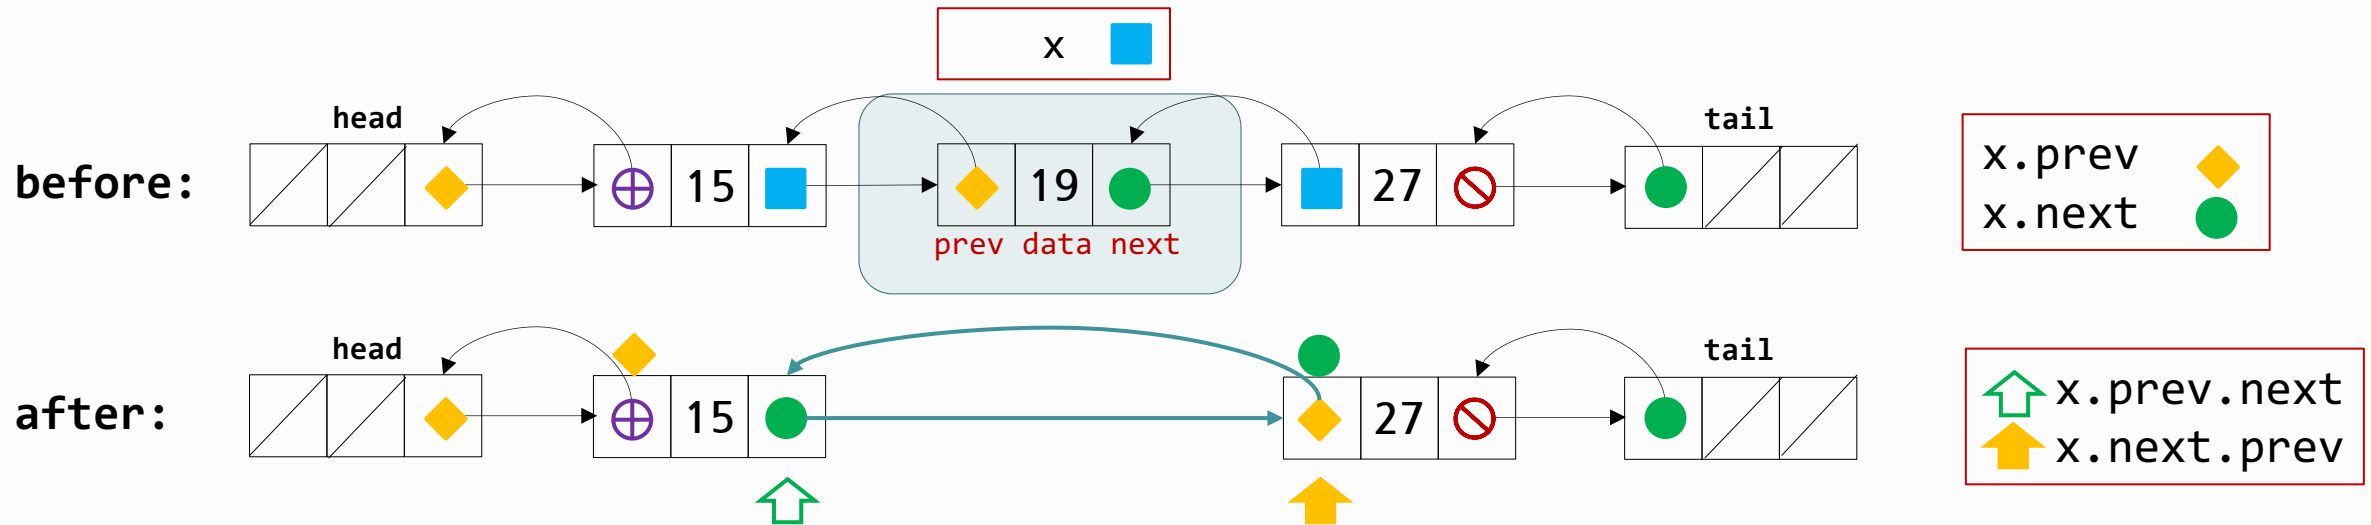 x
head
tail
before:
15
19
27
prev data next
x.prev
x.next
head
tail
after:
15
27
x.prev.next
x.next.prev